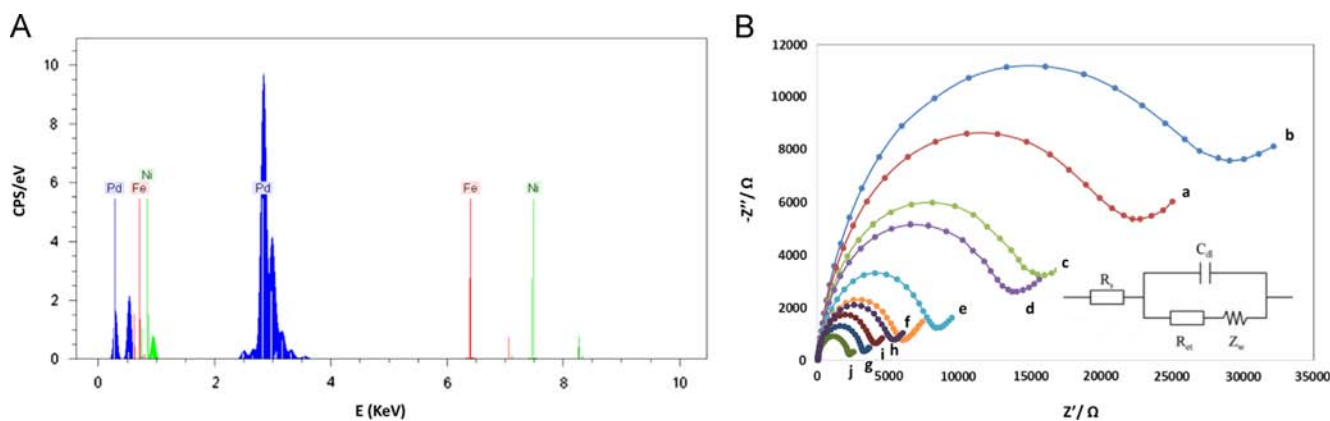 A
CPS/eV
10
8
6
4
2
0
Pd
Fe
Ni
Pd
Fe
Ni
0
2
4
6
8
10
E (KeV)
B
-Z''/ Ω
12000
10000
8000
6000
4000
2000
0
b
a
c
d
e
f
h
i
g
j
Rs
Cdl
Ret
Zw
0
5000
10000
15000
20000
25000
30000
35000
Z'/ Ω